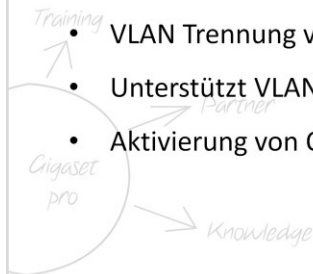 Training
• VLAN Trennung v
• Unterstützt VLAN
Partner
• Aktivierung von
Gigaset
pro
Knowledge